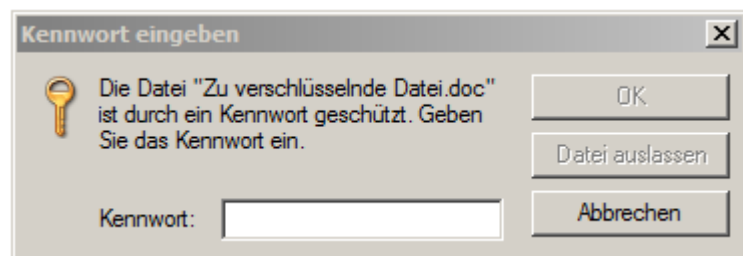 Kennwort eingeben
Die Datei "Zu verschlüsselnde Datei.doc"
ist durch ein Kennwort geschützt. Geben
Sie das Kennwort ein.
Kennwort:
OK
Datei auslassen
Abbrechen